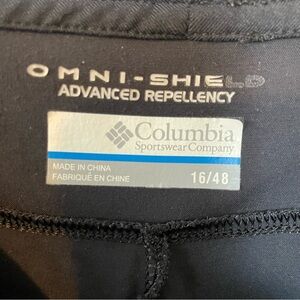 OMNI-SHIELD
ADVANCED REPELLENCY
Columbia
Sportswear Company
MADE IN CHINA
FABRIQUÉ EN CHINE
16/48